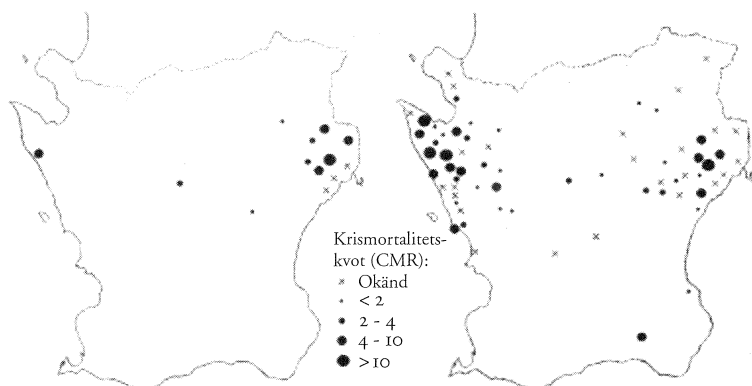 Krismortalitets-
kvot (CMR):
Okänd
< 2
2 - 4
4 - 10
>10